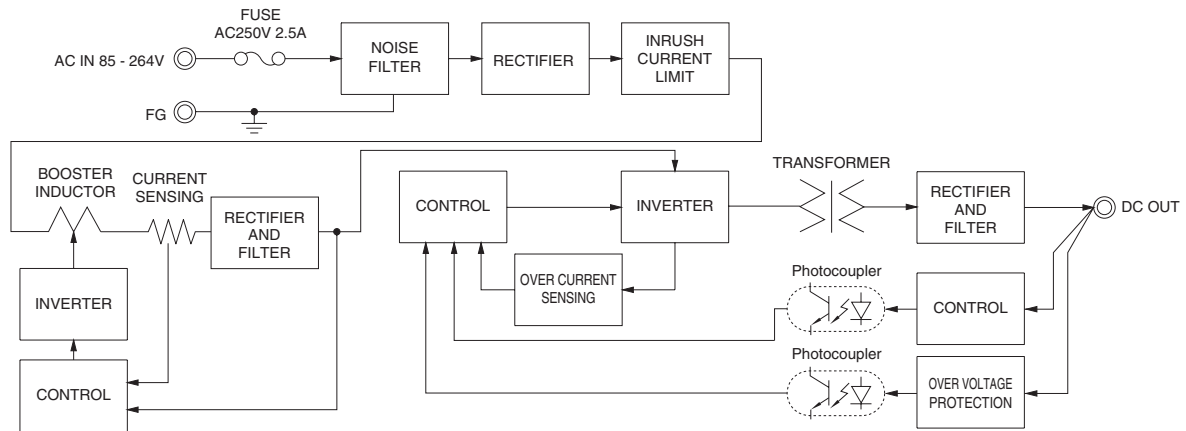 FUSE
AC250V 2.5A
AC IN 85 - 264V
NOISE
FILTER
RECTIFIER
INRUSH
CURRENT
LIMIT
FG
BOOSTER
INDUCTOR
CURRENT
SENSING
RECTIFIER
AND
FILTER
INVERTER
CONTROL
CONTROL
INVERTER
OVER CURRENT
SENSING
TRANSFORMER
RECTIFIER
AND
FILTER
DC OUT
Photocoupler
CONTROL
Photocoupler
OVER VOLTAGE
PROTECTION